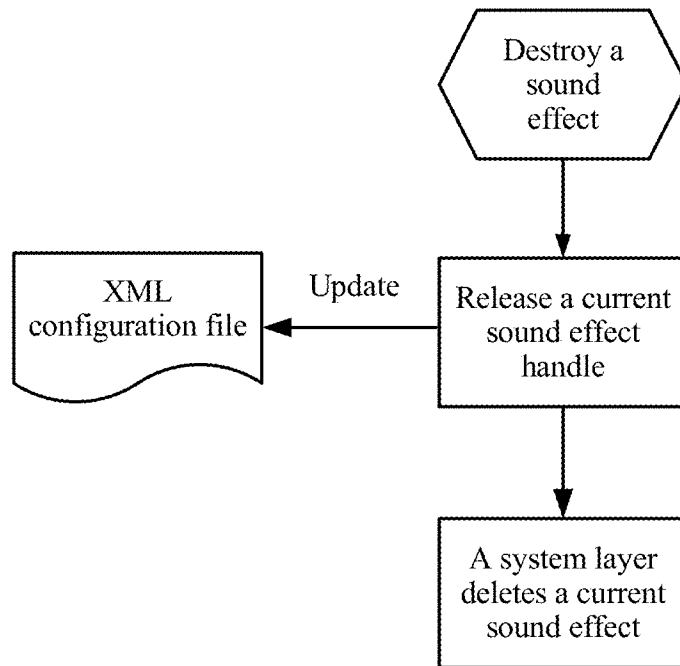 Destroy a
sound
effect
XML
configuration file
Update
Release a current
sound effect
handle
A system layer
deletes a current
sound effect